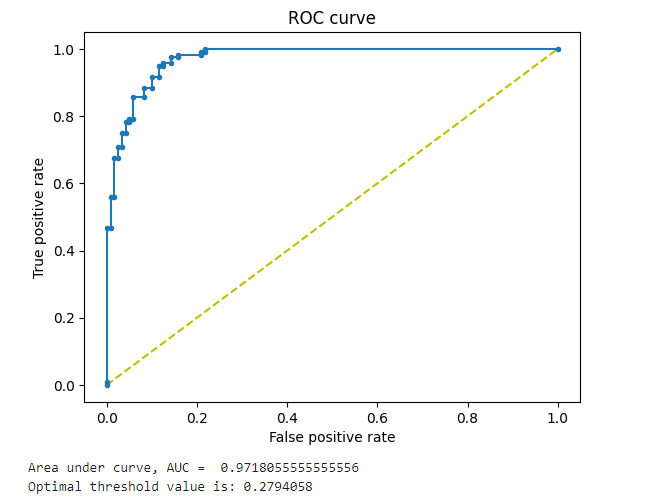 ROC curve
1.0
0.8
0.6
0.4
0.2
0.0
True positive rate
0.0 0.2 0.4 0.6 0.8 1.0
False positive rate
Area under curve, AUC =  0.9718055555555556
Optimal threshold value is: 0.2794058